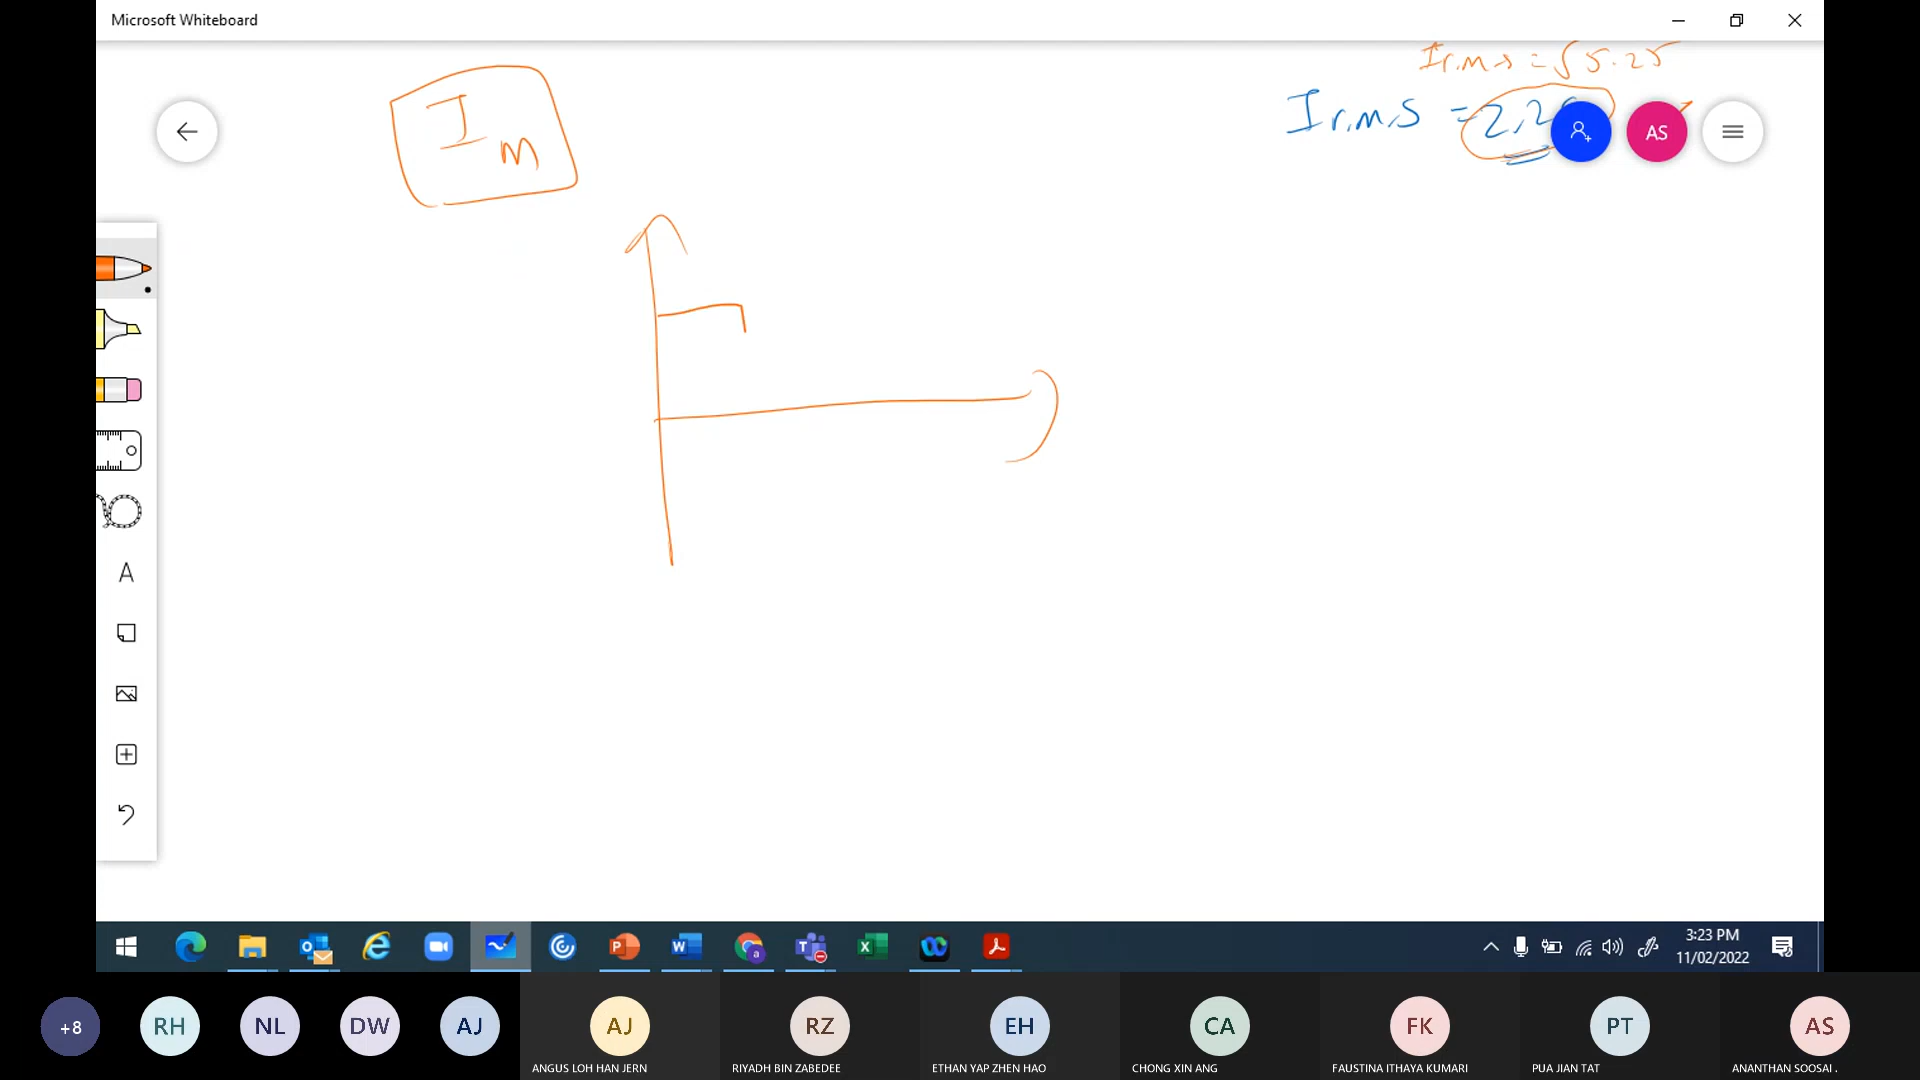 Microsoft Whiteboard
Ir.m.s = √5.25
Ir.m.s = 2.2
Im
AS
A
3:23 PM
11/02/2022
+8
RH
NL
DW
AJ
AJ
RZ
EH
CA
FK
PT
AS
ANGUS LOH HAN JERN
RIYADH BIN ZABEDEE
ETHAN YAP ZHEN HAO
CHONG XIN ANG
FAUSTINA ITHAYA KUMARI
PUA JIAN TAT
ANANTHAN SOOSAI .